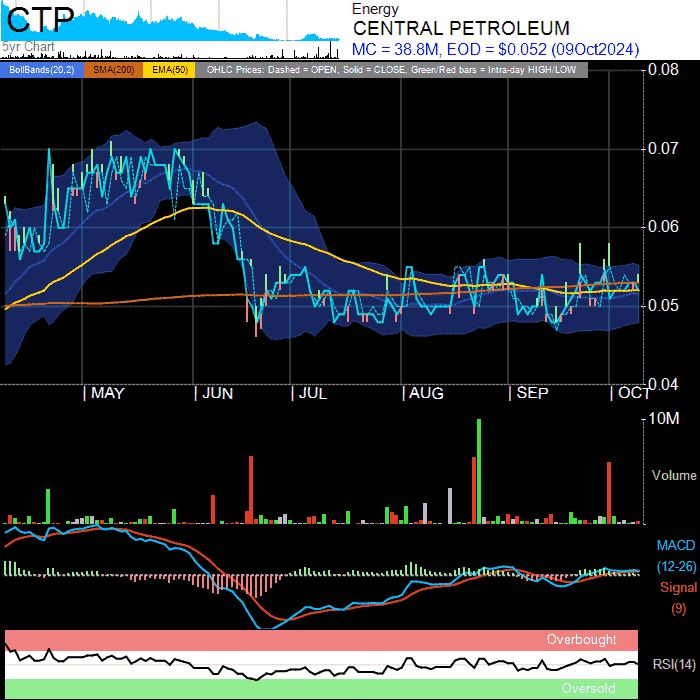 CTP
5yr Chart
Energy
CENTRAL PETROLEUM
MC = 38.8M, EOD = $0.052 (09Oct2024)
BollBands(20,2) SMA(200) EMA(50) OHLC Prices: Dashed = OPEN, Solid = CLOSE, Green/Red bars = Intra-day HIGH/LOW
0.08
0.07
0.06
0.05
0.04
| MAY | JUN | JUL | AUG | SEP | OCT
10M
Volume
MACD
(12-26)
Signal
(9)
Overbought
RSI(14)
Oversold